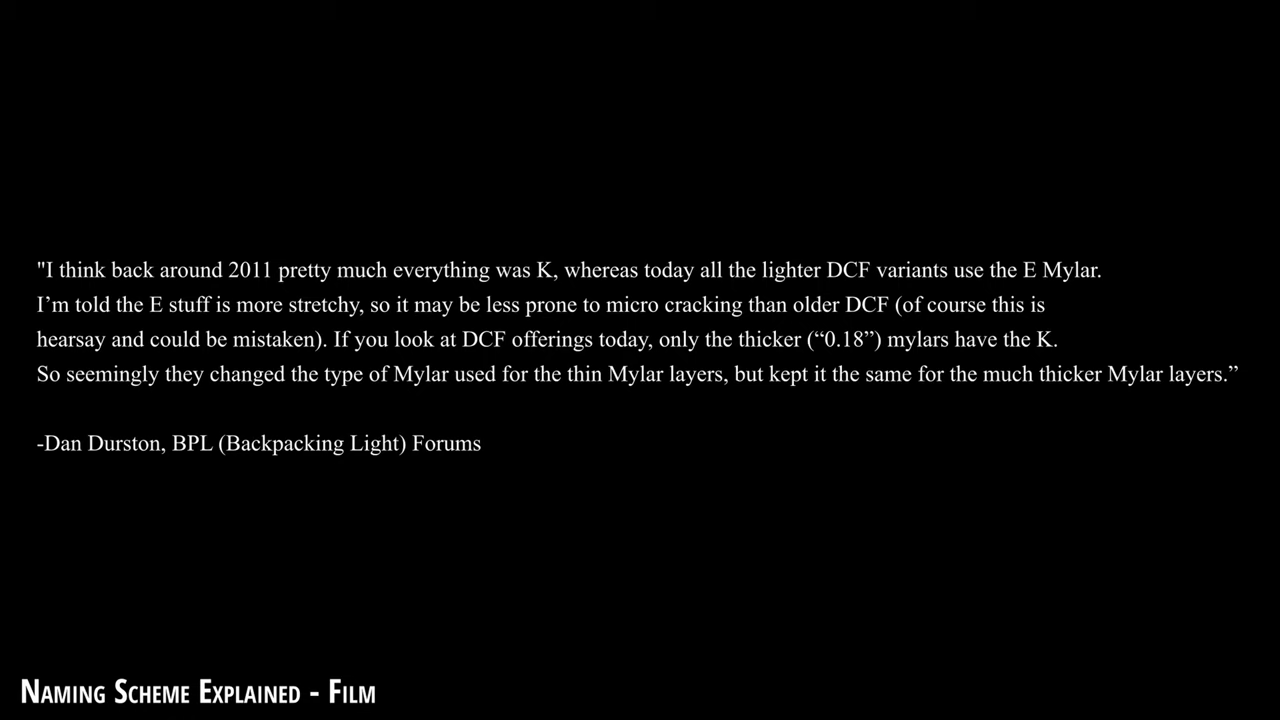 "I think back around 2011 pretty much everything was K, whereas today all the lighter DCF variants use the E Mylar.
I’m told the E stuff is more stretchy, so it may be less prone to micro cracking than older DCF (of course this is
hearsay and could be mistaken). If you look at DCF offerings today, only the thicker (“0.18”) mylars have the K.
So seemingly they changed the type of Mylar used for the thin Mylar layers, but kept it the same for the much thicker Mylar layers.”
-Dan Durston, BPL (Backpacking Light) Forums
Naming Scheme Explained - Film